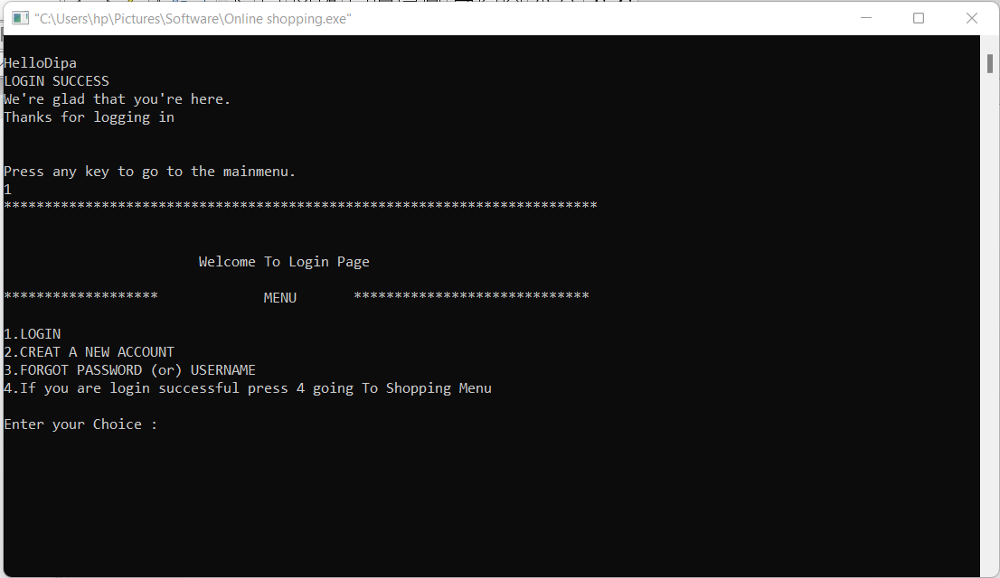 "C:\Users\hp\Pictures\Software\Online shopping.exe"
HelloDipa
LOGIN SUCCESS
We're glad that you're here.
Thanks for logging in
Press any key to go to the mainmenu.
1
*************************************************************************
Welcome To Login Page
******************* MENU *****************************
1.LOGIN
2.CREAT A NEW ACCOUNT
3.FORGOT PASSWORD (or) USERNAME
4.If you are login successful press 4 going To Shopping Menu
Enter your Choice :